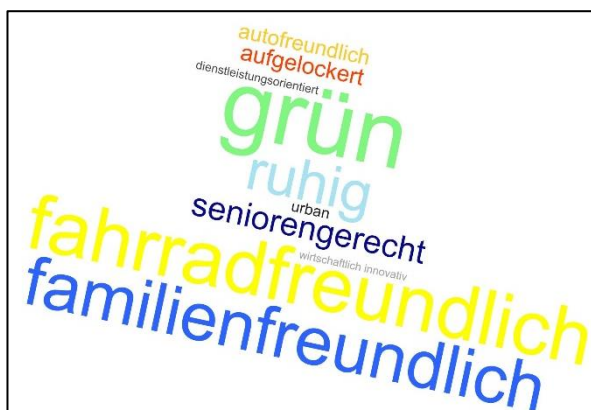 autofreundlich
aufgelockert
dienstleistungsorientiert
grün
ruhig
urban
seniorengerecht
wirtschaftlich innovativ
fahrradfreundlich
familienfreundlich